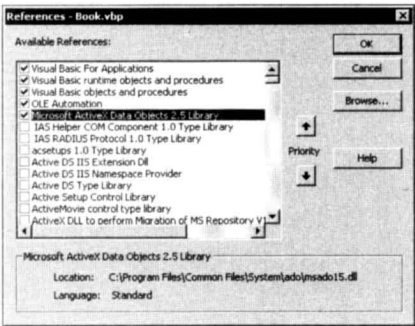 References - Book.vbp
Available References:
OK
Visual Basic For Applications
Visual Basic runtime objects and procedures
Visual Basic objects and procedures
OLE Automation
Microsoft ActiveX Data Objects 2.5 Library
IAS Helper COM Component 1.0 Type Library
IAS RADIUS Protocol 1.0 Type Library
acsetups 1.0 Type Library
Active DS IIS Extension Dll
Active DS IIS Namespace Provider
Active DS Type Library
Active Setup Control Library
ActiveMovie control type library
ActiveX DLL to perform Migration of MS Repository V1
Cancel
Browse...
Priority
Help
Microsoft ActiveX Data Objects 2.5 Library
Location: C:\Program Files\Common Files\System\ado\msado15.dll
Language: Standard